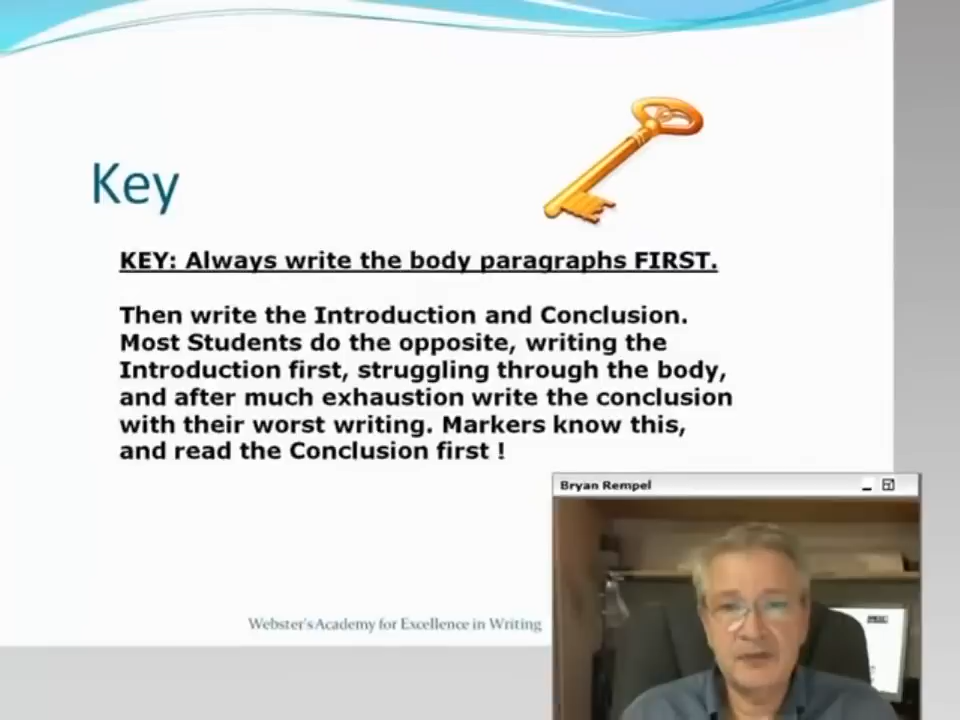 Key
KEY: Always write the body paragraphs FIRST.
Then write the Introduction and Conclusion.
Most Students do the opposite, writing the
Introduction first, struggling through the body,
and after much exhaustion write the conclusion
with their worst writing. Markers know this,
and read the Conclusion first !
Bryan Rempel
Webster's Academy for Excellence in Writing